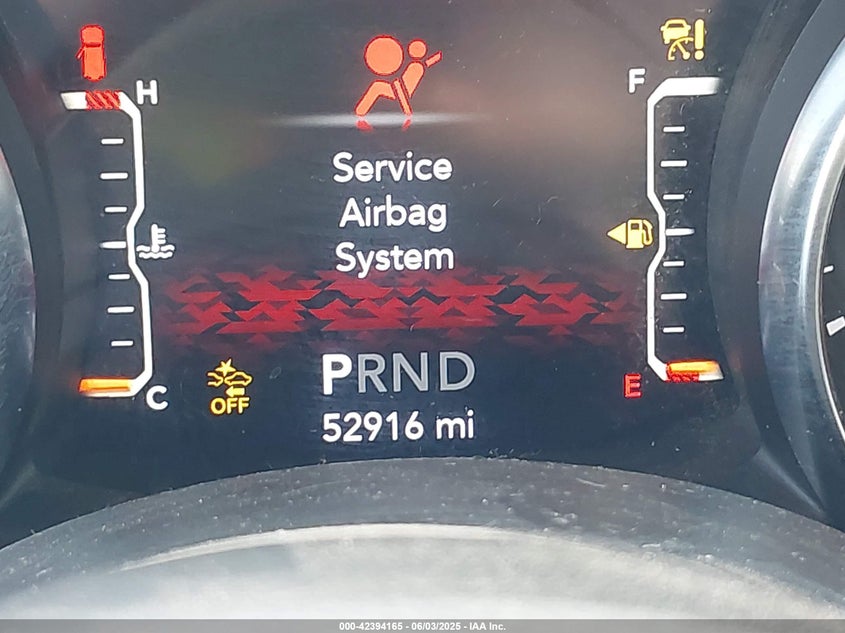 H
F
Service
Airbag
System
PRND
E
C
OFF
52916 mi
000-42394165 - 06/03/2025 - IAA Inc.